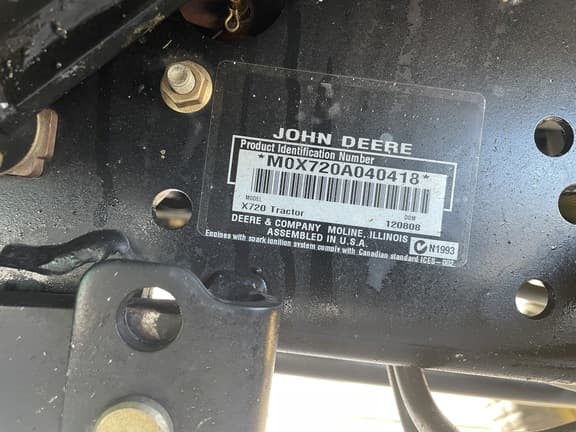 JOHN DEERE
Product Identification Number
*M0X720A040418*
MODEL DOM
X720 Tractor 120808
DEERE & COMPANY MOLINE, ILLINOIS
ASSEMBLED IN U.S.A.
C N1993
Engines with spark ignition system comply with Canadian standard ICES-002